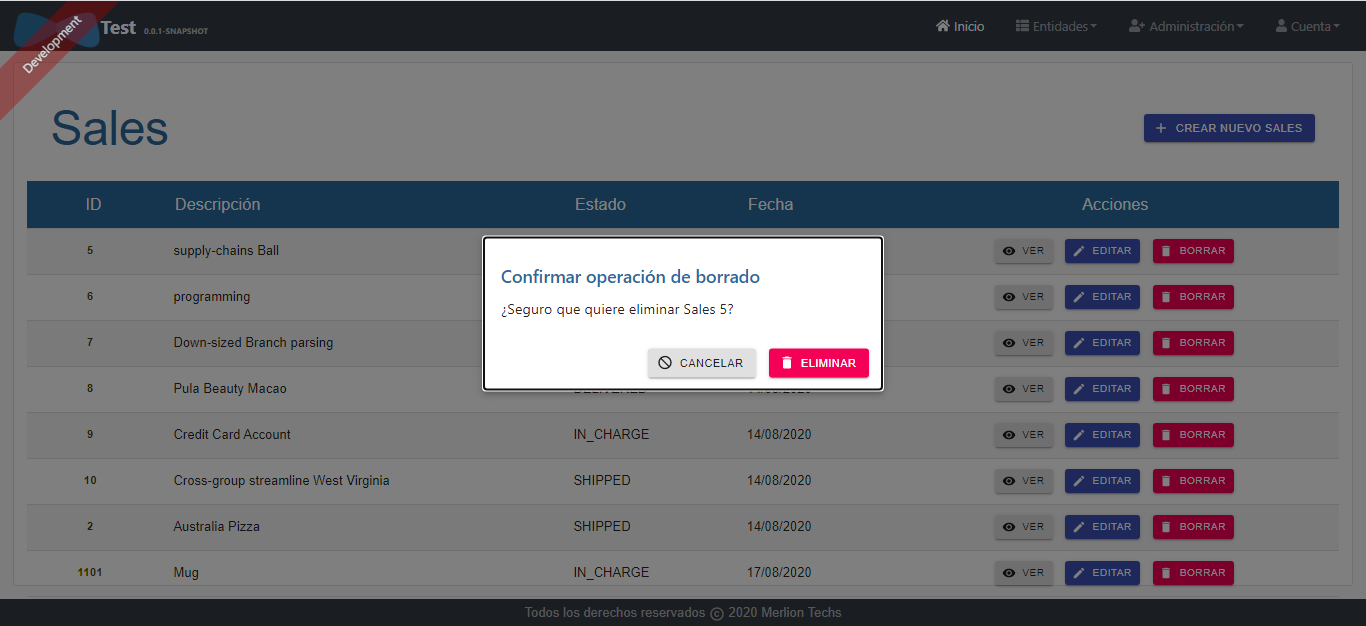 Development
Test 0.0.1-SNAPSHOT Inicio Entidades Administración Cuenta
Sales
CREAR NUEVO SALES
ID Descripción Estado Fecha Acciones
5 supply-chains Ball VER EDITAR BORRAR
6 programming VER EDITAR BORRAR
7 Down-sized Branch parsing VER EDITAR BORRAR
8 Pula Beauty Macao DELIVERED 14/08/2020 VER EDITAR BORRAR
9 Credit Card Account IN_CHARGE 14/08/2020 VER EDITAR BORRAR
10 Cross-group streamline West Virginia SHIPPED 14/08/2020 VER EDITAR BORRAR
2 Australia Pizza SHIPPED 14/08/2020 VER EDITAR BORRAR
1101 Mug IN_CHARGE 17/08/2020 VER EDITAR BORRAR
Confirmar operación de borrado
¿Seguro que quiere eliminar Sales 5?
CANCELAR ELIMINAR
Todos los derechos reservados © 2020 Merlion Techs